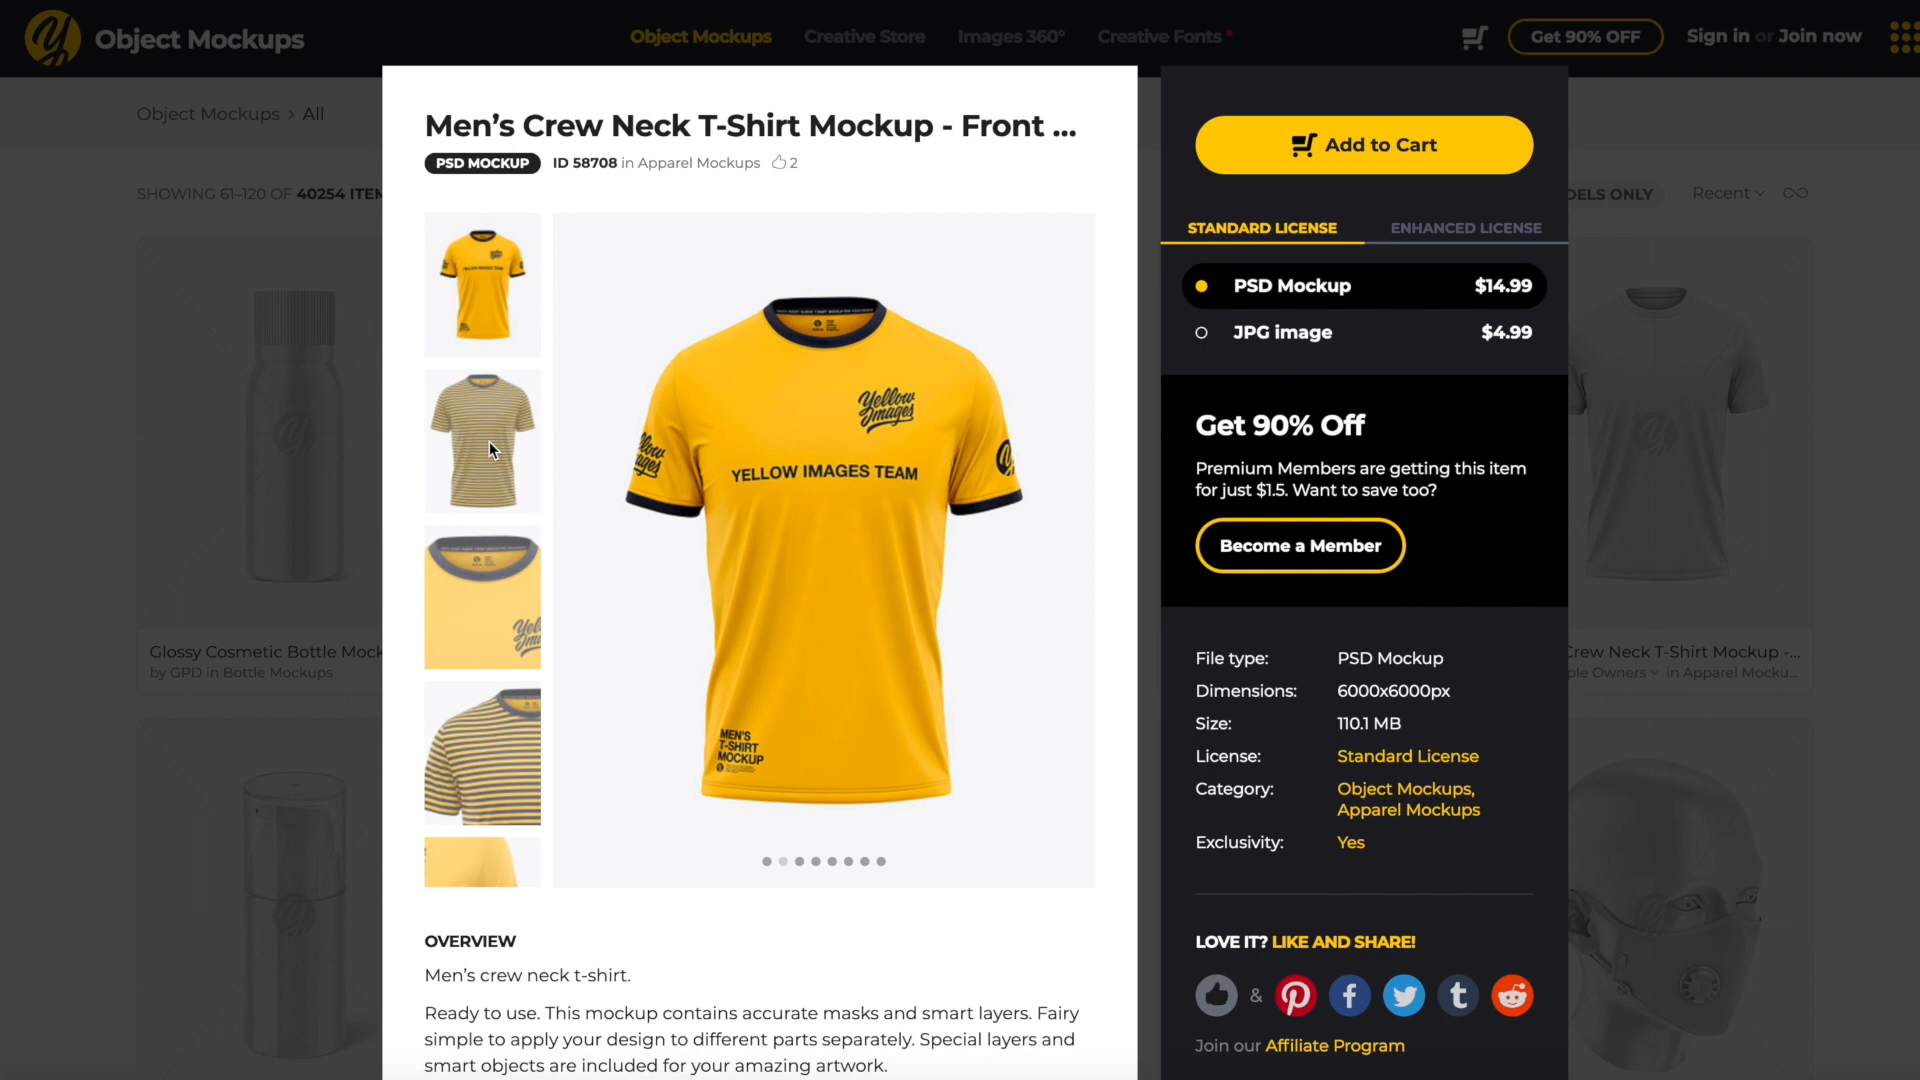 Object Mockups
Object Mockups
Creative Store
Images 360°
Creative Fonts
Get 90% OFF
Sign in or Join now
Object Mockups > All
SHOWING 61–120 OF 40254 ITEM
DELS ONLY
Recent
Men's Crew Neck T-Shirt Mockup - Front ...
PSD MOCKUP
ID 58708 in Apparel Mockups
2
YELLOW IMAGES TEAM
Yellow Images
YELLOW IMAGES TEAM
MEN'S
T-SHIRT
MOCKUP
OVERVIEW
Men's crew neck t-shirt.
Ready to use. This mockup contains accurate masks and smart layers. Fairy
simple to apply your design to different parts separately. Special layers and
smart objects are included for your amazing artwork.
Add to Cart
STANDARD LICENSE
ENHANCED LICENSE
PSD Mockup $14.99
JPG image $4.99
Get 90% Off
Premium Members are getting this item
for just $1.5. Want to save too?
Become a Member
File type: PSD Mockup
Dimensions: 6000x6000px
Size: 110.1 MB
License: Standard License
Category: Object Mockups,
Apparel Mockups
Exclusivity: Yes
LOVE IT? LIKE AND SHARE!
&
Join our Affiliate Program
Glossy Cosmetic Bottle Mock
by GPD in Bottle Mockups
Crew Neck T-Shirt Mockup -...
ple Owners in Apparel Mocku...